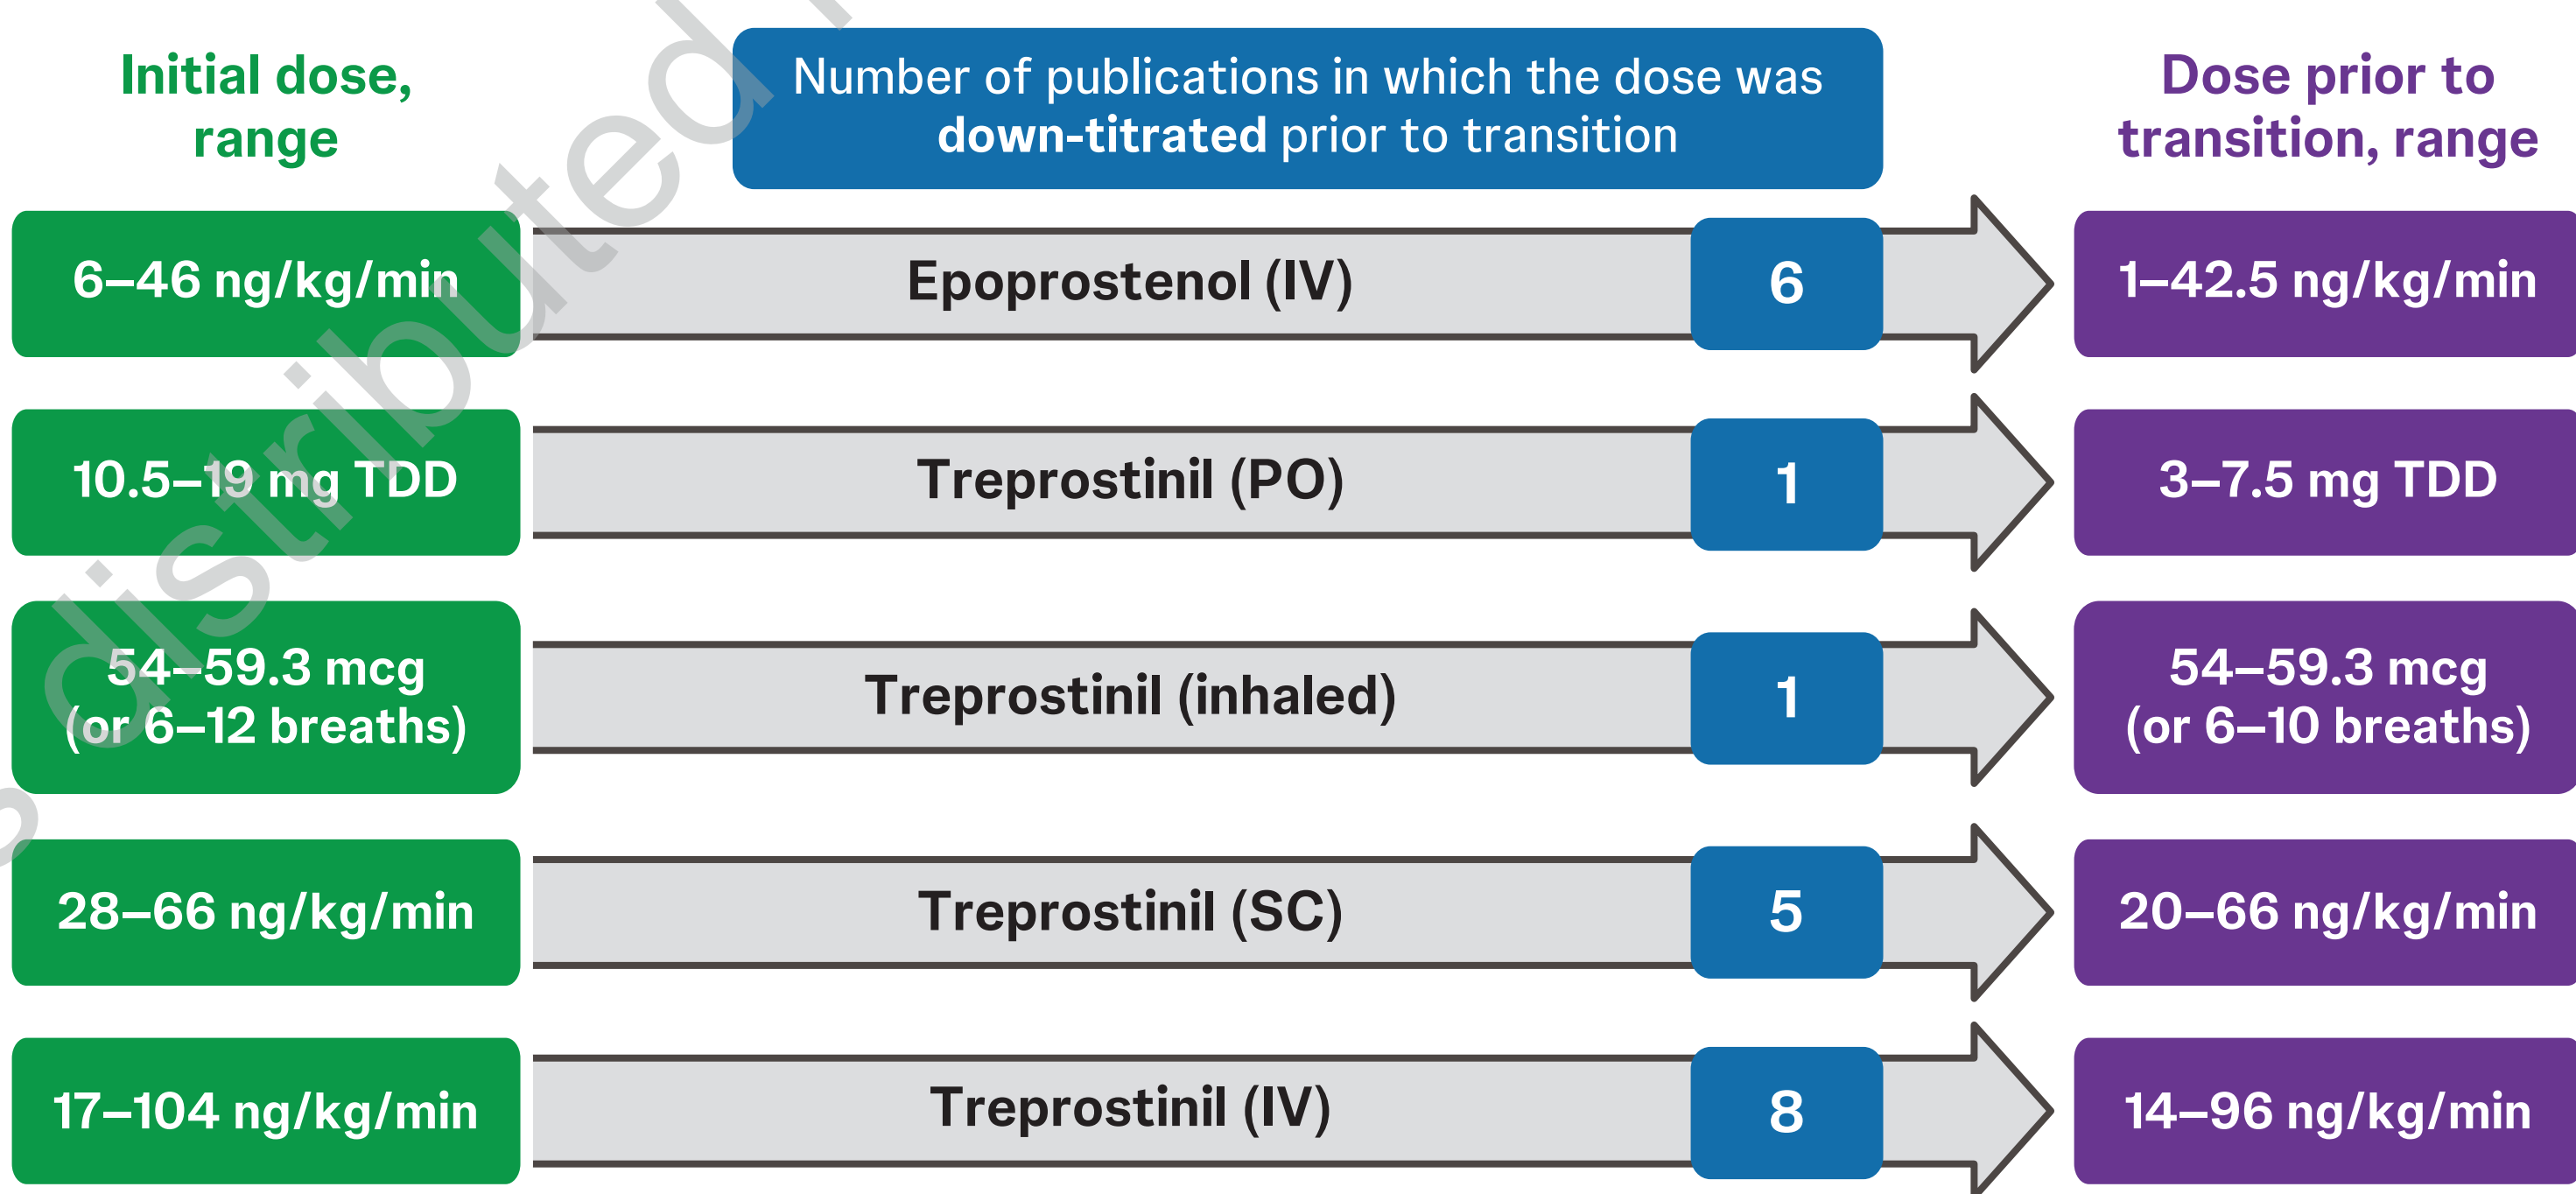 Initial dose,
range
Number of publications in which the dose was
down-titrated prior to transition
Dose prior to
transition, range
6–46 ng/kg/min
Epoprostenol (IV)
6
1–42.5 ng/kg/min
10.5–19 mg TDD
Treprostinil (PO)
1
3–7.5 mg TDD
54–59.3 mcg
(or 6–12 breaths)
Treprostinil (inhaled)
1
54–59.3 mcg
(or 6–10 breaths)
28–66 ng/kg/min
Treprostinil (SC)
5
20–66 ng/kg/min
17–104 ng/kg/min
Treprostinil (IV)
8
14–96 ng/kg/min
distributed